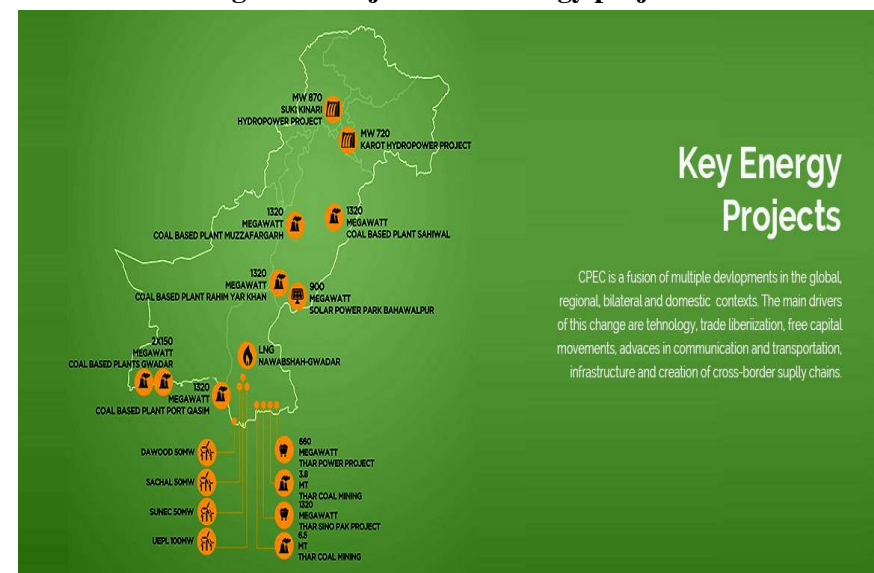 MW 870
SUKI KINARI
HYDROPOWER PROJECT
MW 720
KAROT HYDROPOWER PROJECT
Key Energy
Projects
1320
MEGAWATT
COAL BASED PLANT MUZZAFARGARH
1320
MEGAWATT
COAL BASED PLANT SAHIWAL
CPEC is a fusion of multiple devlopments in the global,
regional, bilateral and domestic contexts. The main drivers
of this change are tehnology, trade liberiization, free capital
movements, advaces in communication and transportation,
infrastructure and creation of cross-border suplly chains.
1320
MEGAWATT
COAL BASED PLANT RAHIM YAR KHAN
900
MEGAWATT
SOLAR POWER PARK BAHAWALPUR
2X150
MEGAWATT
COAL BASED PLANTS GWADAR
LNG
NAWABSHAH-GWADAR
1320
MEGAWATT
COAL BASED PLANT PORT QASIM
DAWOOD 50MW
SACHAL 50MW
SUNEC 50MW
UEPL 100MW
660
MEGAWATT
THAR POWER PROJECT
3.8
MT
THAR COAL MINING
1320
MEGAWATT
THAR SINO PAK PROJECT
6.5
MT
THAR COAL MINING